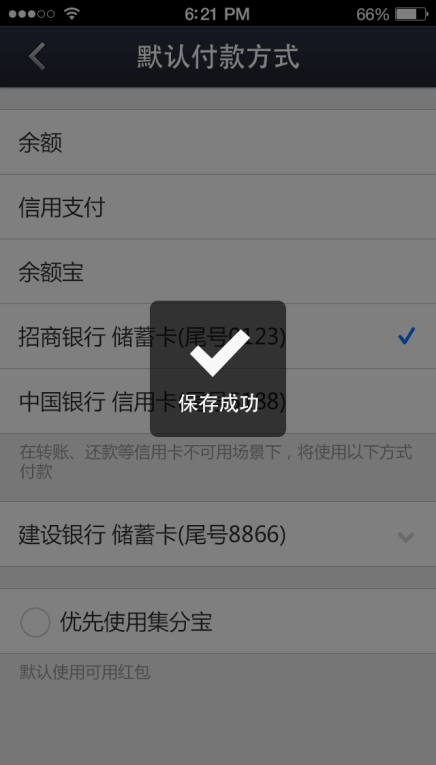 6:21 PM
66%
默认付款方式
余额
信用支付
余额宝
招商银行 储蓄卡(尾号0123)
保存成功
中国银行 信用卡( 88)
在转账、还款等信用卡不可用场景下，将使用以下方式
付款
建设银行 储蓄卡(尾号8866)
优先使用集分宝
默认使用可用红包